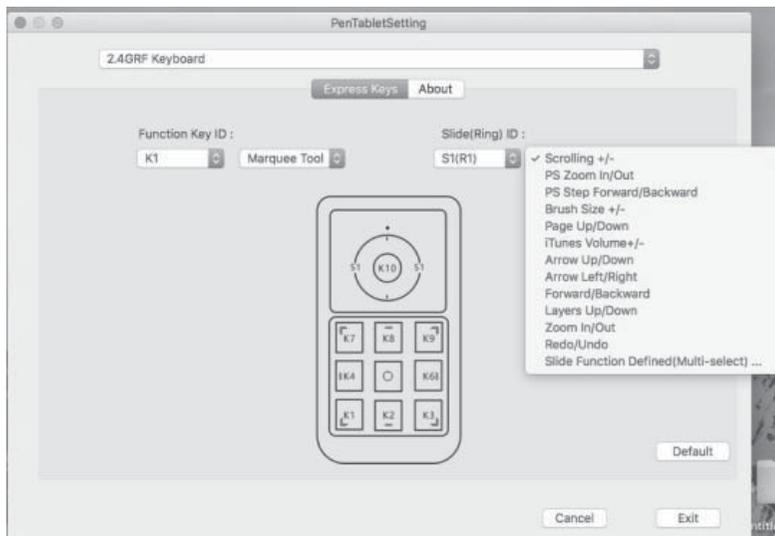 PenTabletSetting
2.4GRF Keyboard
Express Keys About
Function Key ID : Slide(Ring) ID :
K1 Marquee Tool S1(R1) ✓ Scrolling +/-
PS Zoom In/Out
PS Step Forward/Backward
Brush Size +/-
Page Up/Down
iTunes Volume+/-
Arrow Up/Down
Arrow Left/Right
Forward/Backward
Layers Up/Down
Zoom In/Out
Redo/Undo
Slide Function Defined(Multi-select) ...
S1 K10 S1
K7 K8 K9
K4 K6
K1 K2 K3
Default
Cancel Exit